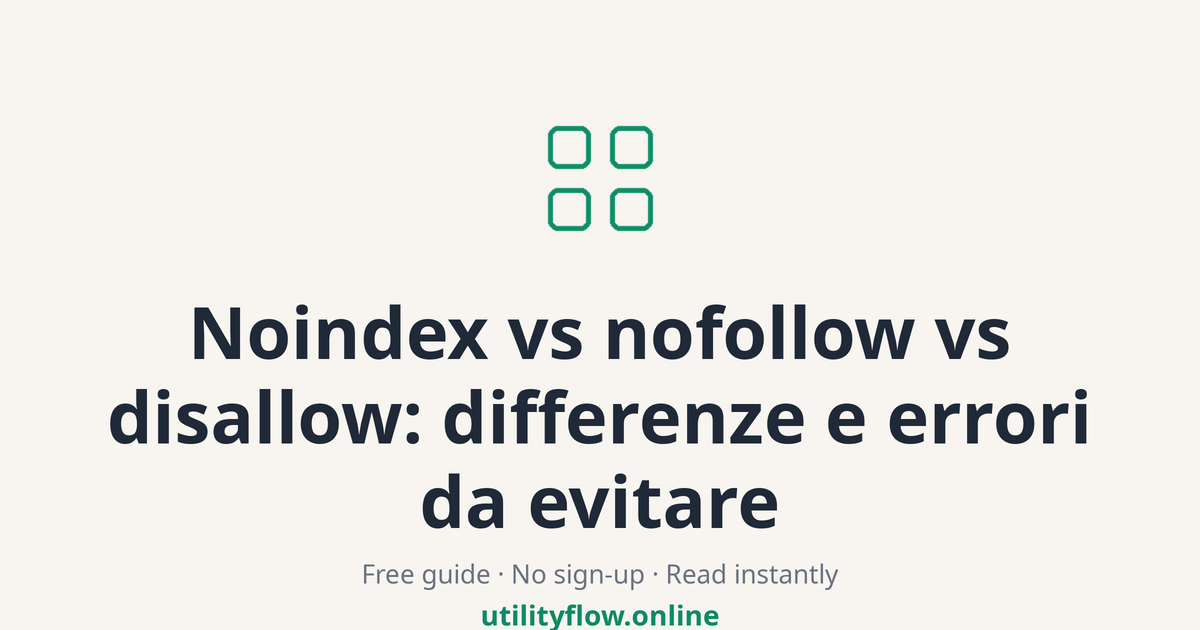 Noindex vs nofollow vs
disallow: differenze e errori
da evitare
Free guide · No sign-up · Read instantly
utilityflow.online